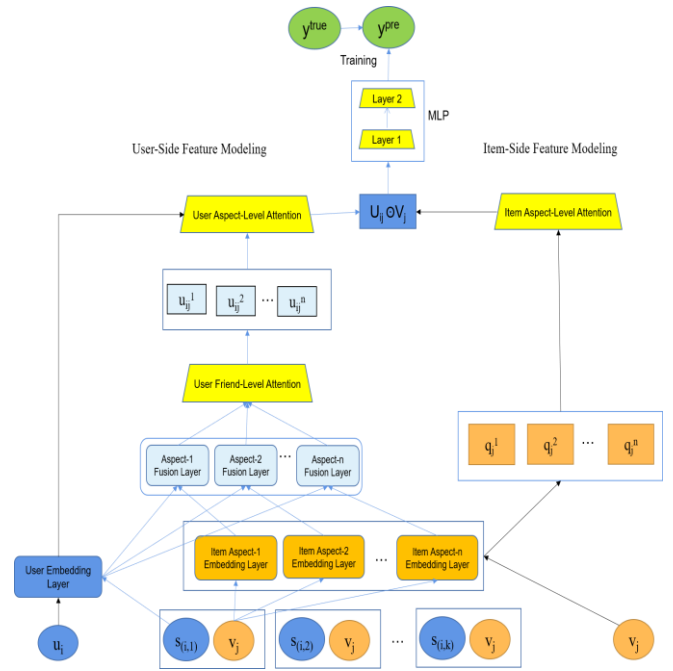 y^true y^pre
Training
Layer 2
MLP
Layer 1
User-Side Feature Modeling
Item-Side Feature Modeling
User Aspect-Level Attention
U_ij ⊙V_j
Item Aspect-Level Attention
u_ij^1 u_ij^2 ... u_ij^n
User Friend-Level Attention
q_j^1 q_j^2 ... q_j^n
Aspect-1
Fusion Layer
Aspect-2
Fusion Layer
...
Aspect-n
Fusion Layer
Item Aspect-1
Embedding Layer
Item Aspect-2
Embedding Layer
...
Item Aspect-n
Embedding Layer
User Embedding
Layer
u_i
s_(i,1) v_j
s_(i,2) v_j
...
s_(i,k) v_j
v_j